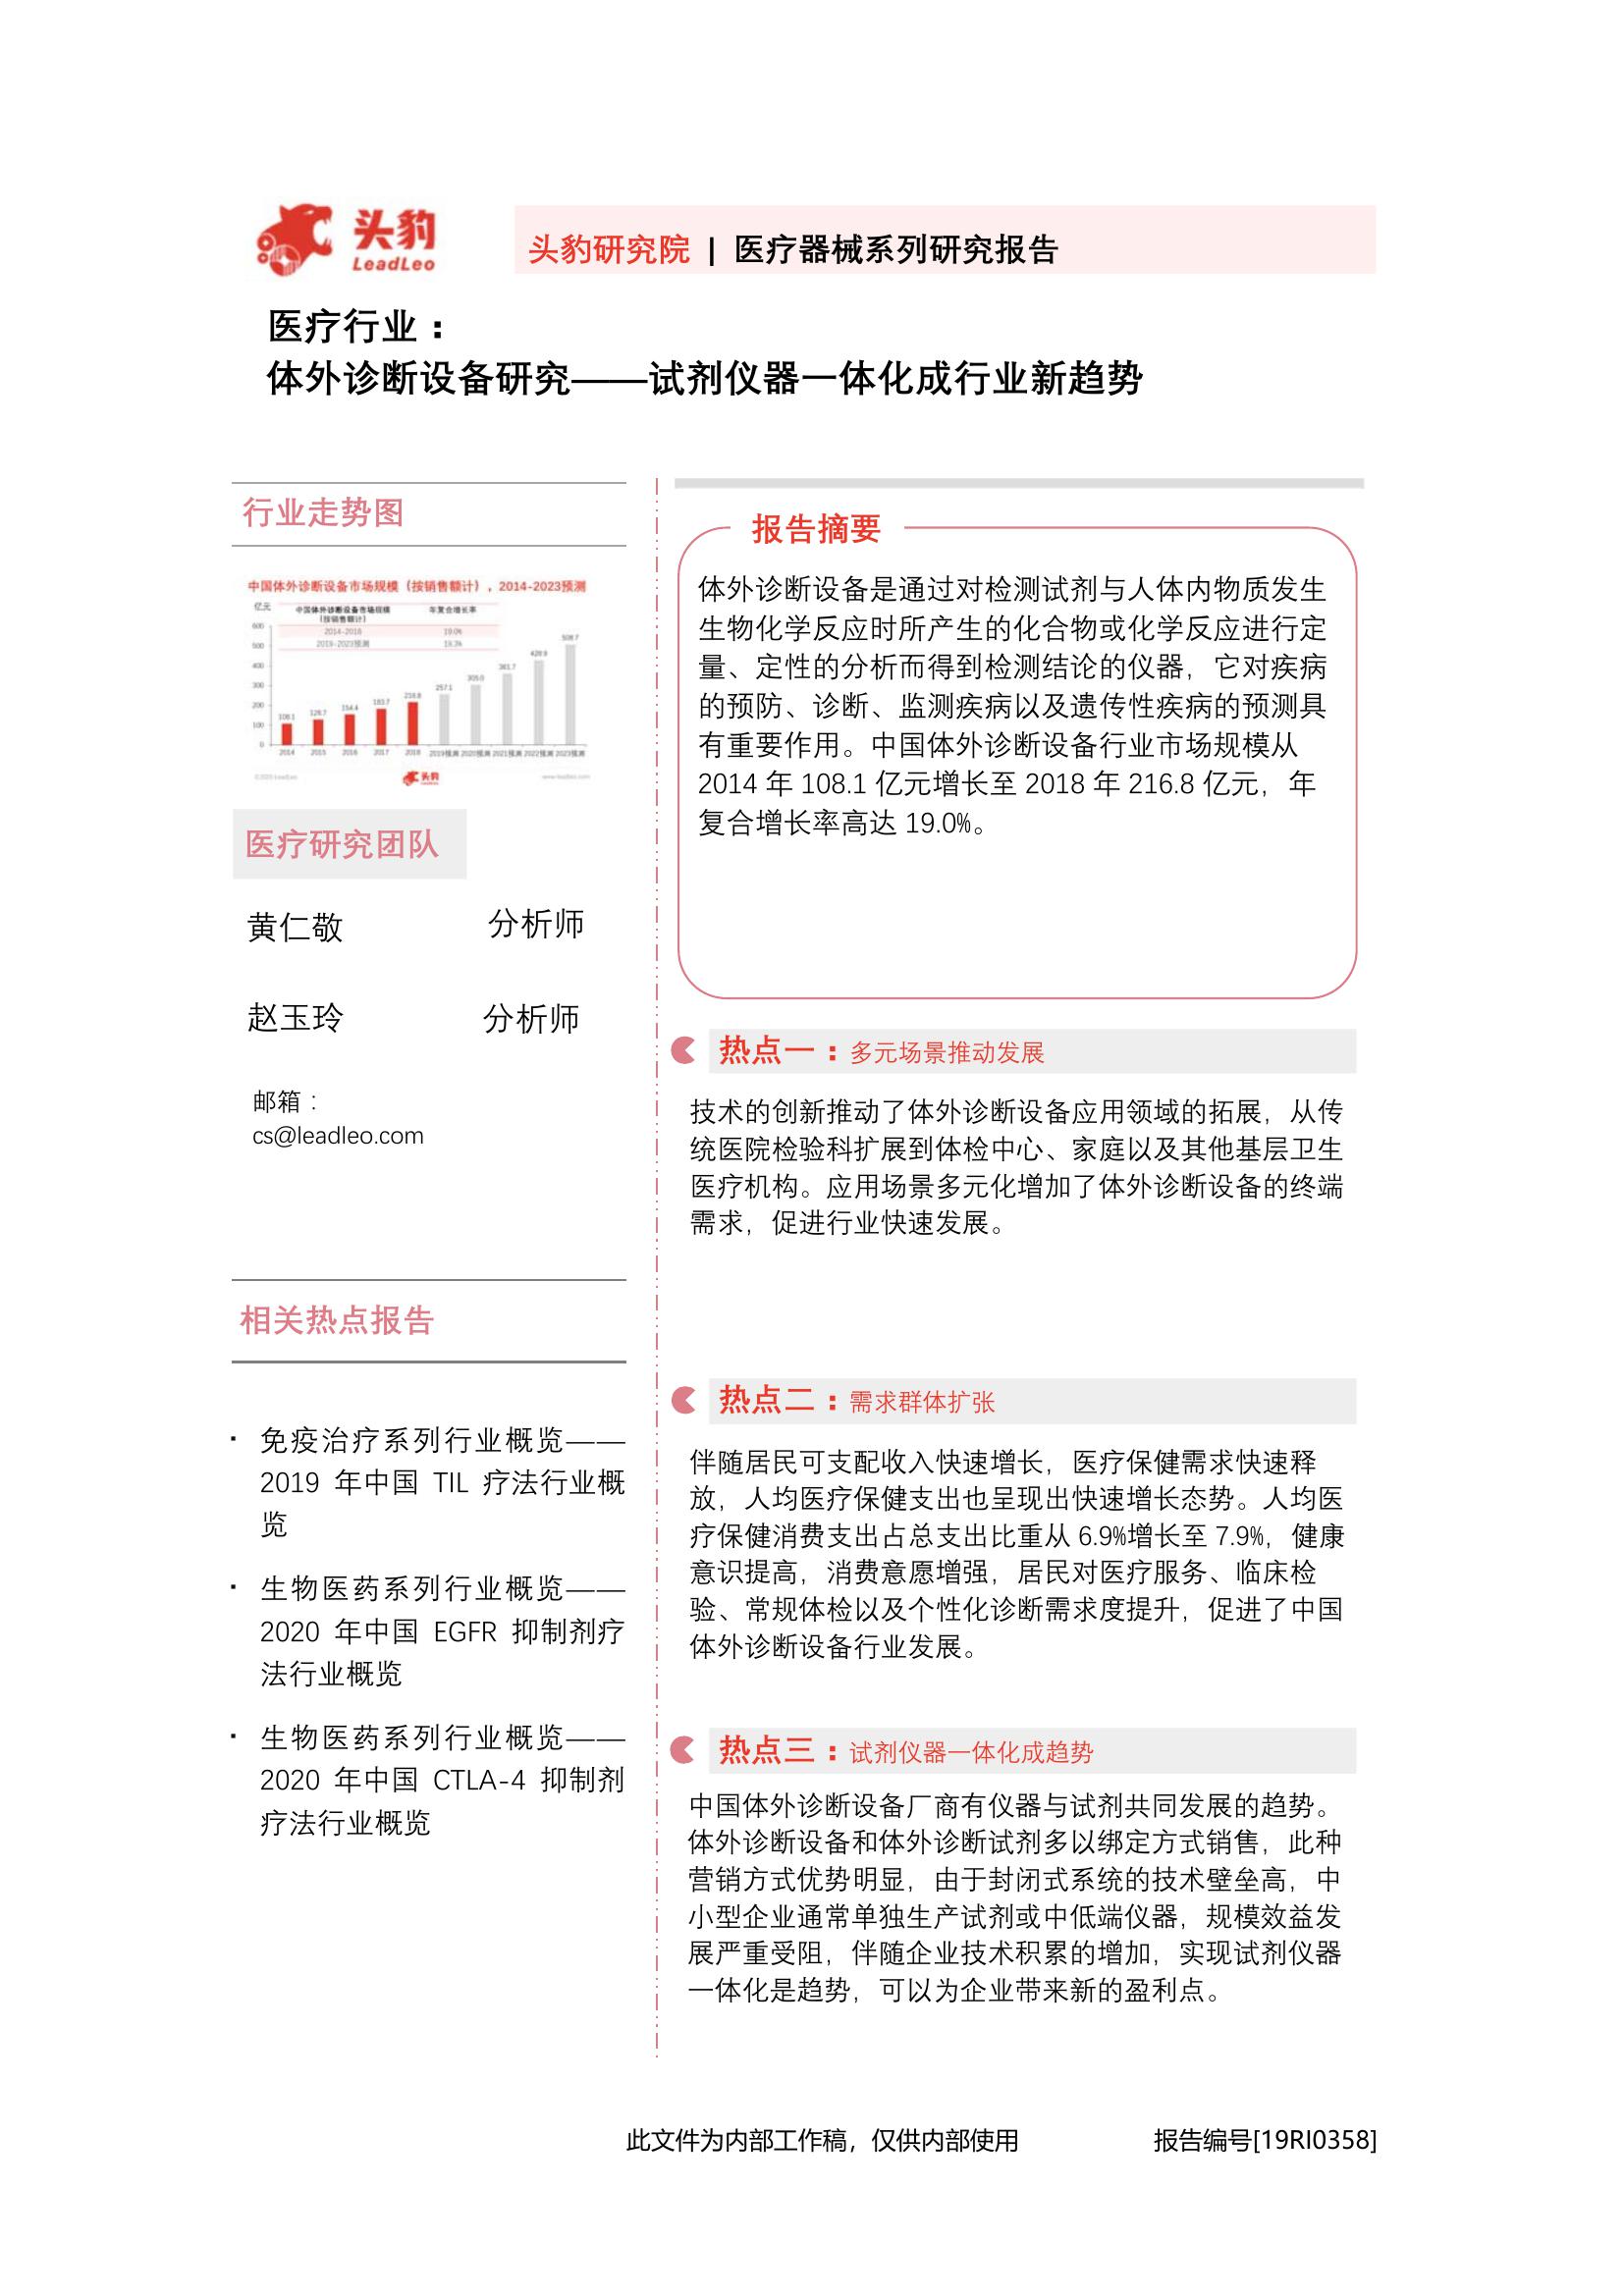 头豹
LeadLeo
头豹研究院 | 医疗器械系列研究报告
医疗行业：
体外诊断设备研究——试剂仪器一体化成行业新趋势
行业走势图
中国体外诊断设备市场规模（按销售额计），2014-2023预测
亿元
中国体外诊断设备市场规模 年复合增长率
（按销售额计）
2014-2018 19.0%
2019-2023预测 19.3%
600
500
400
300
200
100
0
108.1 126.7 154.4 183.7 216.8 257.1 305.0 361.7 428.9 508.7
2014 2015 2016 2017 2018 2019预测 2020预测 2021预测 2022预测 2023预测
©2020 LeadLeo 头豹 LeadLeo www.leadleo.com
医疗研究团队
黄仁敬 分析师
赵玉玲 分析师
邮箱：
cs@leadleo.com
相关热点报告
▪ 免疫治疗系列行业概览——
2019 年中国 TIL 疗法行业概
览
▪ 生物医药系列行业概览——
2020 年中国 EGFR 抑制剂疗
法行业概览
▪ 生物医药系列行业概览——
2020 年中国 CTLA-4 抑制剂
疗法行业概览
报告摘要
体外诊断设备是通过对检测试剂与人体内物质发生
生物化学反应时所产生的化合物或化学反应进行定
量、定性的分析而得到检测结论的仪器，它对疾病
的预防、诊断、监测疾病以及遗传性疾病的预测具
有重要作用。中国体外诊断设备行业市场规模从
2014 年 108.1 亿元增长至 2018 年 216.8 亿元，年
复合增长率高达 19.0%。
热点一：多元场景推动发展
技术的创新推动了体外诊断设备应用领域的拓展，从传
统医院检验科扩展到体检中心、家庭以及其他基层卫生
医疗机构。应用场景多元化增加了体外诊断设备的终端
需求，促进行业快速发展。
热点二：需求群体扩张
伴随居民可支配收入快速增长，医疗保健需求快速释
放，人均医疗保健支出也呈现出快速增长态势。人均医
疗保健消费支出占总支出比重从 6.9%增长至 7.9%，健康
意识提高，消费意愿增强，居民对医疗服务、临床检
验、常规体检以及个性化诊断需求度提升，促进了中国
体外诊断设备行业发展。
热点三：试剂仪器一体化成趋势
中国体外诊断设备厂商有仪器与试剂共同发展的趋势。
体外诊断设备和体外诊断试剂多以绑定方式销售，此种
营销方式优势明显，由于封闭式系统的技术壁垒高，中
小型企业通常单独生产试剂或中低端仪器，规模效益发
展严重受阻，伴随企业技术积累的增加，实现试剂仪器
一体化是趋势，可以为企业带来新的盈利点。
此文件为内部工作稿，仅供内部使用 报告编号[19RI0358]